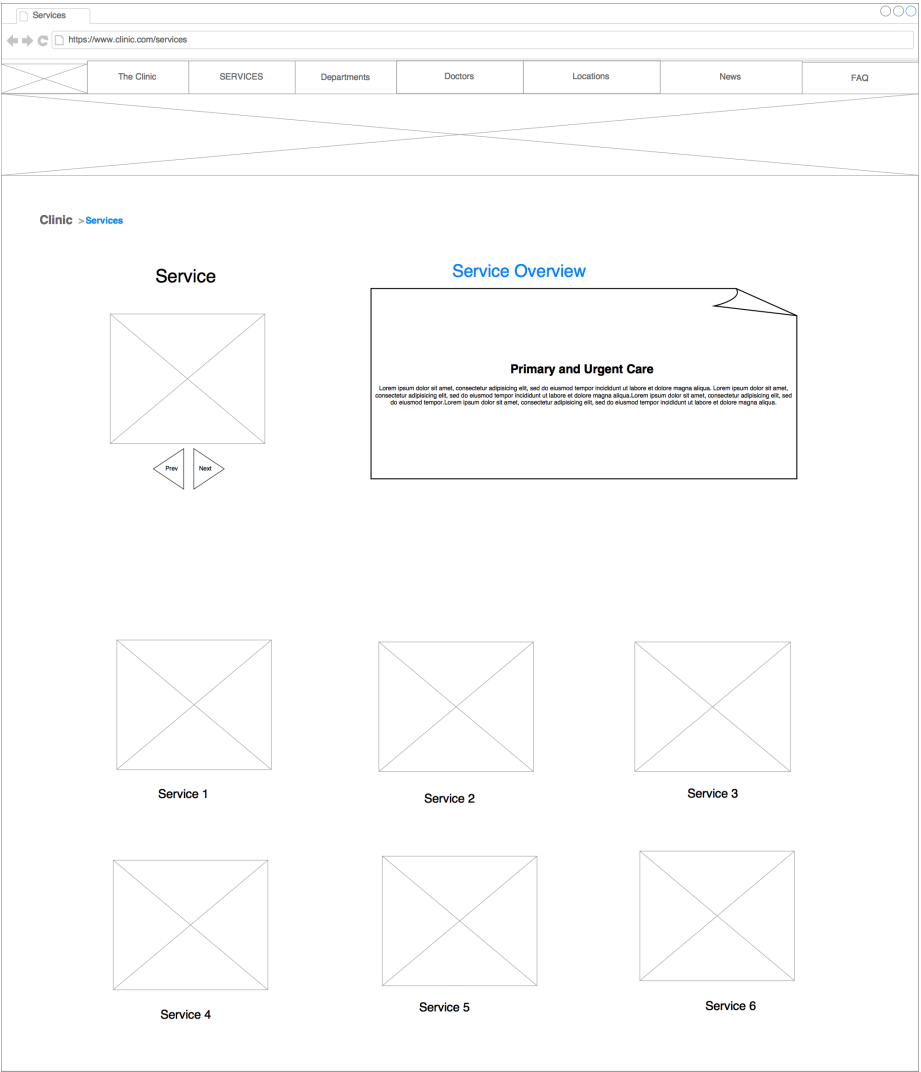 Services
https://www.clinic.com/services
The Clinic
SERVICES
Departments
Doctors
Locations
News
FAQ
Clinic > Services
Service
Service Overview
Primary and Urgent Care
Lorem ipsum dolor sit amet, consectetur adipisicing elit, sed do eiusmod tempor incididunt ut labore et dolore magna aliqua. Lorem ipsum dolor sit amet,
consectetur adipisicing elit, sed do eiusmod tempor incididunt ut labore et dolore magna aliqua.Lorem ipsum dolor sit amet, consectetur adipisicing elit, sed
do eiusmod tempor.Lorem ipsum dolor sit amet, consectetur adipisicing elit, sed do eiusmod tempor incididunt ut labore et dolore magna aliqua.
Prev
Next
Service 1
Service 2
Service 3
Service 4
Service 5
Service 6